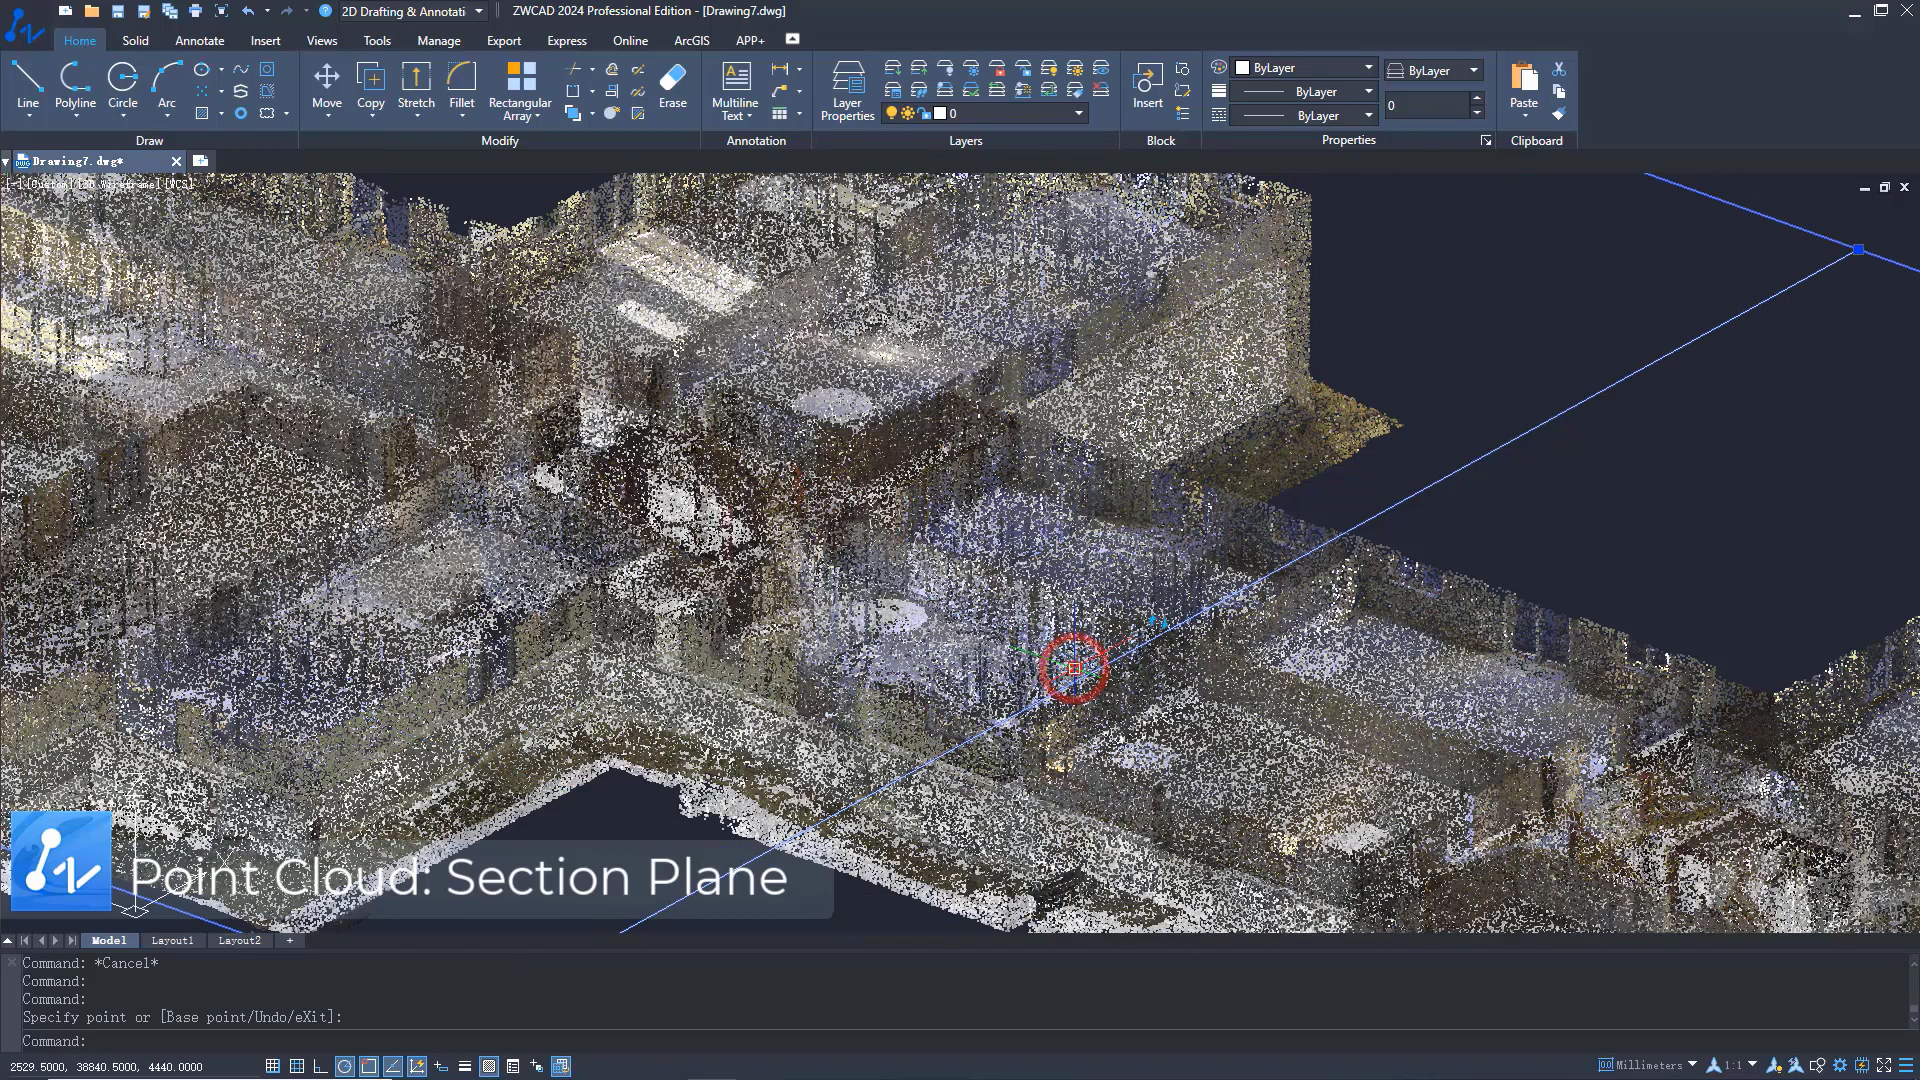 2D Drafting & Annotati
ZWCAD 2024 Professional Edition - [Drawing7.dwg]
Home Solid Annotate Insert Views Tools Manage Export Express Online ArcGIS APP+
Line Polyline Circle Arc
Move Copy Stretch Fillet Rectangular Array Erase
Multiline Text
Layer Properties
0
Insert
ByLayer
ByLayer
ByLayer
ByLayer
0
Paste
Draw Modify Annotation Layers Block Properties Clipboard
Drawing7.dwg*
[-][Custom][3D Wireframe][WCS]
Point Cloud: Section Plane
Model Layout1 Layout2 +
Command: *Cancel*
Command:
Command:
Specify point or [Base point/Undo/eXit]:
Command:
2529.5000, 38840.5000, 4440.0000
Millimeters 1:1